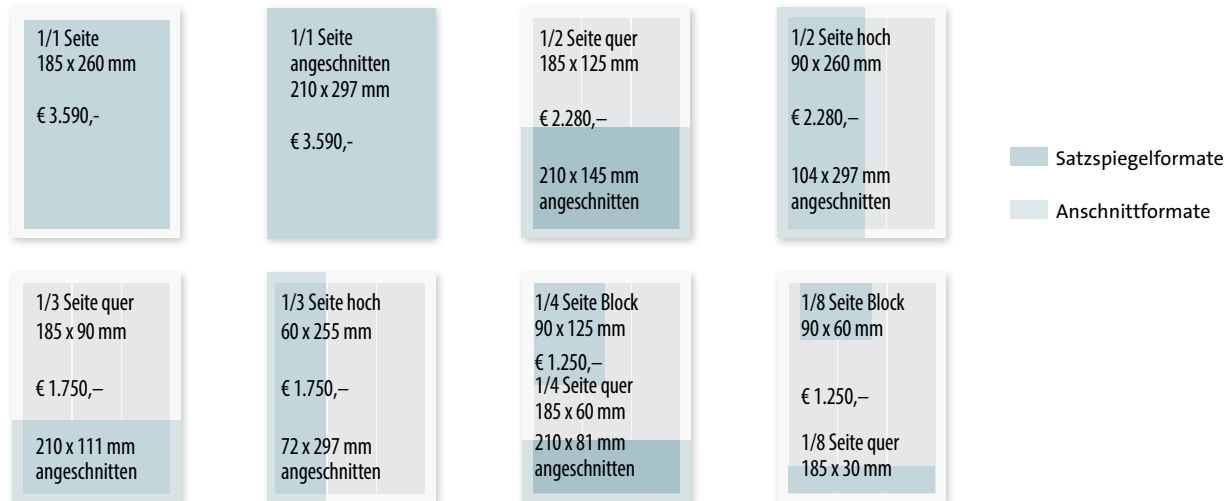 1/1 Seite
185 x 260 mm
€ 3.590,-
1/1 Seite
angeschnitten
210 x 297 mm
€ 3.590,-
1/2 Seite quer
185 x 125 mm
€ 2.280,–
210 x 145 mm
angeschnitten
1/2 Seite hoch
90 x 260 mm
€ 2.280,–
104 x 297 mm
angeschnitten
Satzspiegelformate
Anschnittformate
1/3 Seite quer
185 x 90 mm
€ 1.750,–
210 x 111 mm
angeschnitten
1/3 Seite hoch
60 x 255 mm
€ 1.750,–
72 x 297 mm
angeschnitten
1/4 Seite Block
90 x 125 mm
€ 1.250,–
1/4 Seite quer
185 x 60 mm
210 x 81 mm
angeschnitten
1/8 Seite Block
90 x 60 mm
€ 1.250,–
1/8 Seite quer
185 x 30 mm